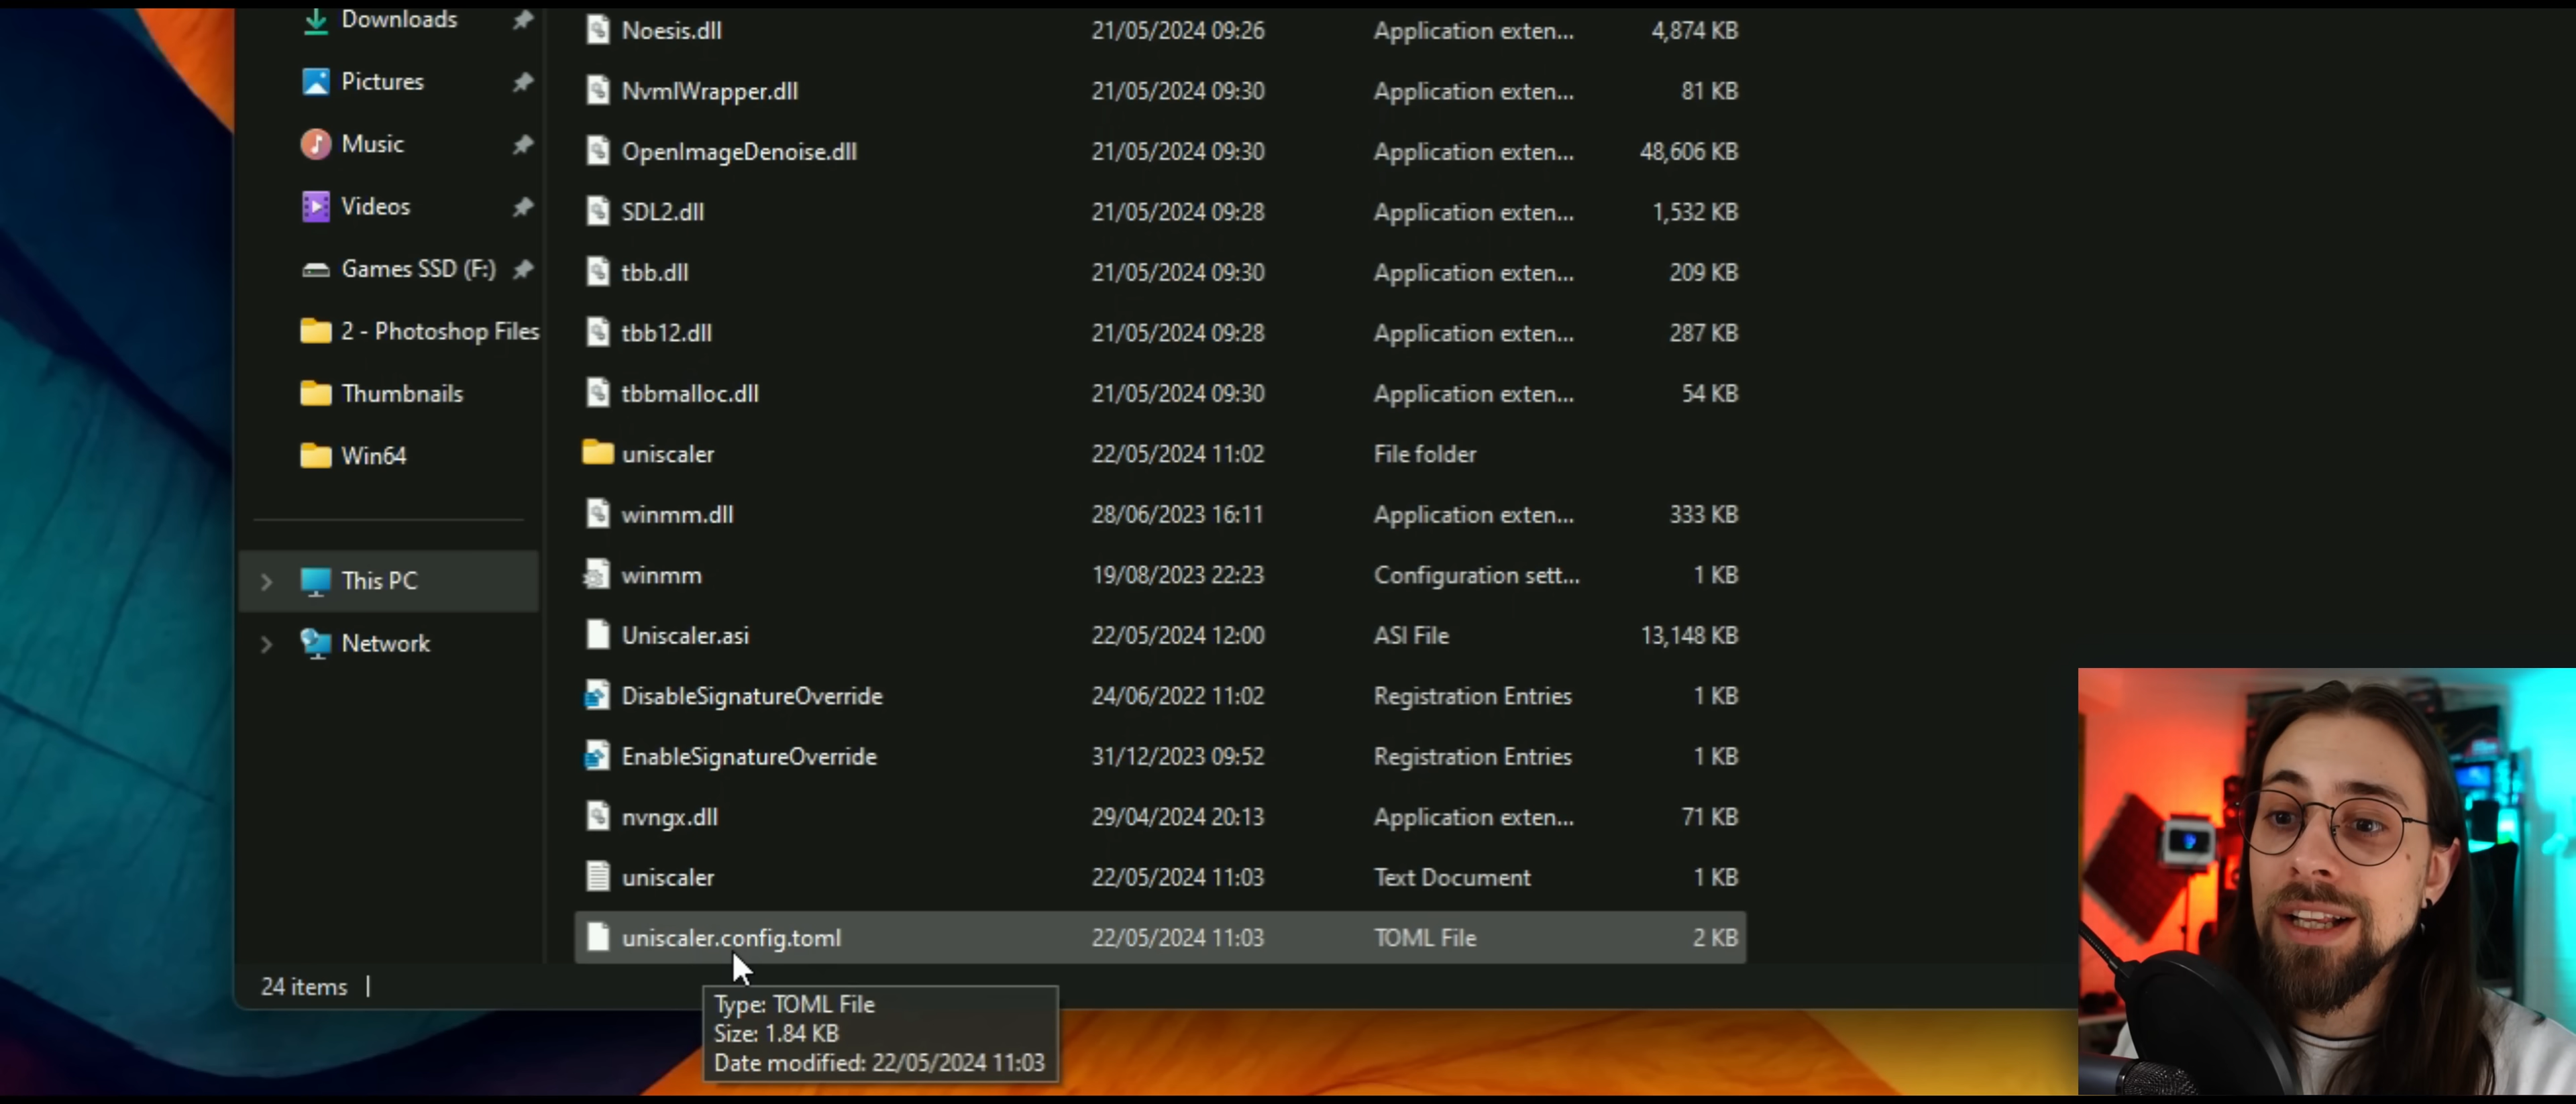 Downloads
Pictures
Music
Videos
Games SSD (F:)
2 - Photoshop Files
Thumbnails
Win64
This PC
Network
Noesis.dll 21/05/2024 09:26 Application exten... 4,874 KB
NvmlWrapper.dll 21/05/2024 09:30 Application exten... 81 KB
OpenImageDenoise.dll 21/05/2024 09:30 Application exten... 48,606 KB
SDL2.dll 21/05/2024 09:28 Application exten... 1,532 KB
tbb.dll 21/05/2024 09:30 Application exten... 209 KB
tbb12.dll 21/05/2024 09:28 Application exten... 287 KB
tbbmalloc.dll 21/05/2024 09:30 Application exten... 54 KB
uniscaler 22/05/2024 11:02 File folder
winmm.dll 28/06/2023 16:11 Application exten... 333 KB
winmm 19/08/2023 22:23 Configuration sett... 1 KB
Uniscaler.asi 22/05/2024 12:00 ASI File 13,148 KB
DisableSignatureOverride 24/06/2022 11:02 Registration Entries 1 KB
EnableSignatureOverride 31/12/2023 09:52 Registration Entries 1 KB
nvngx.dll 29/04/2024 20:13 Application exten... 71 KB
uniscaler 22/05/2024 11:03 Text Document 1 KB
uniscaler.config.toml 22/05/2024 11:03 TOML File 2 KB
24 items
Type: TOML File
Size: 1.84 KB
Date modified: 22/05/2024 11:03